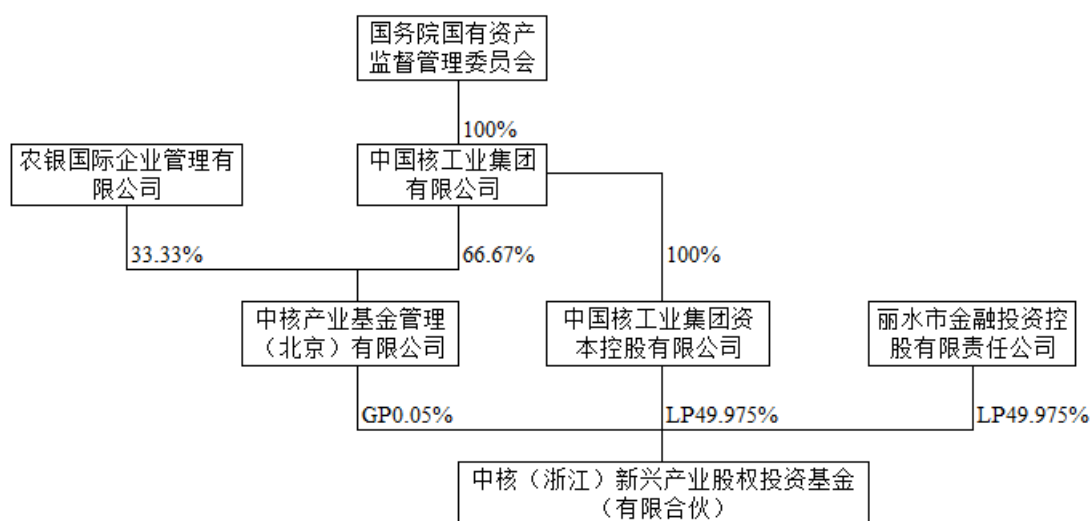 国务院国有资产
监督管理委员会
100%
农银国际企业管理有
限公司
中国核工业集团
有限公司
33.33%
66.67%
100%
中核产业基金管理
（北京）有限公司
中国核工业集团资
本控股有限公司
丽水市金融投资控
股有限责任公司
GP0.05%
LP49.975%
LP49.975%
中核（浙江）新兴产业股权投资基金
（有限合伙）